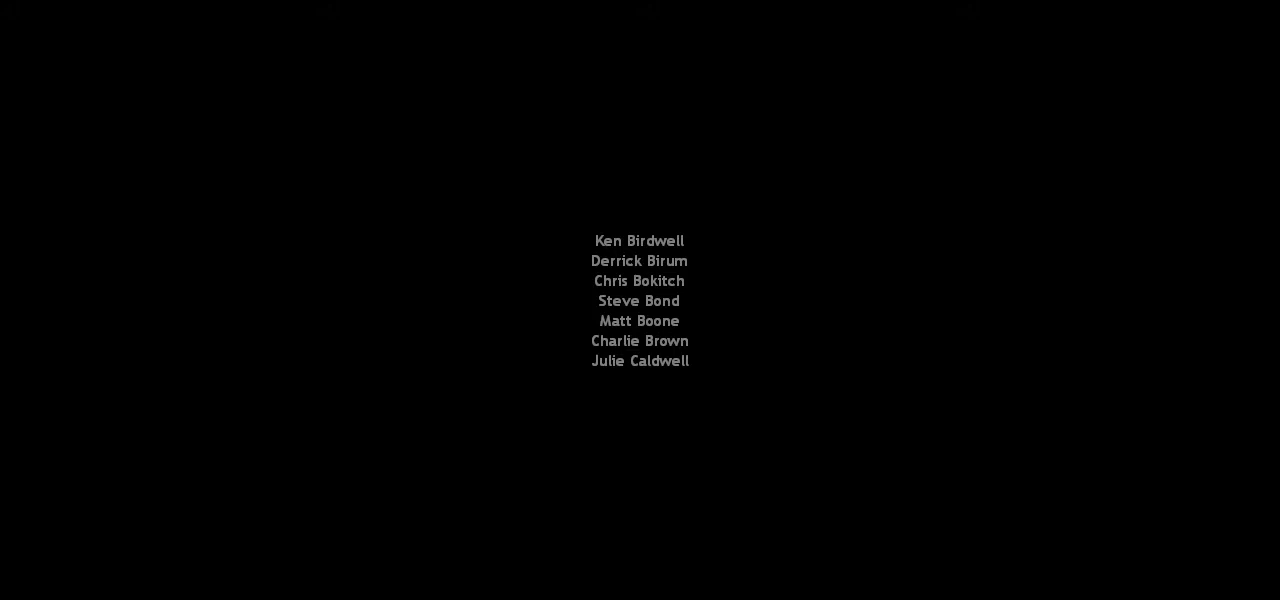 Ken Birdwell
Derrick Birum
Chris Bokitch
Steve Bond
Matt Boone
Charlie Brown
Julie Caldwell